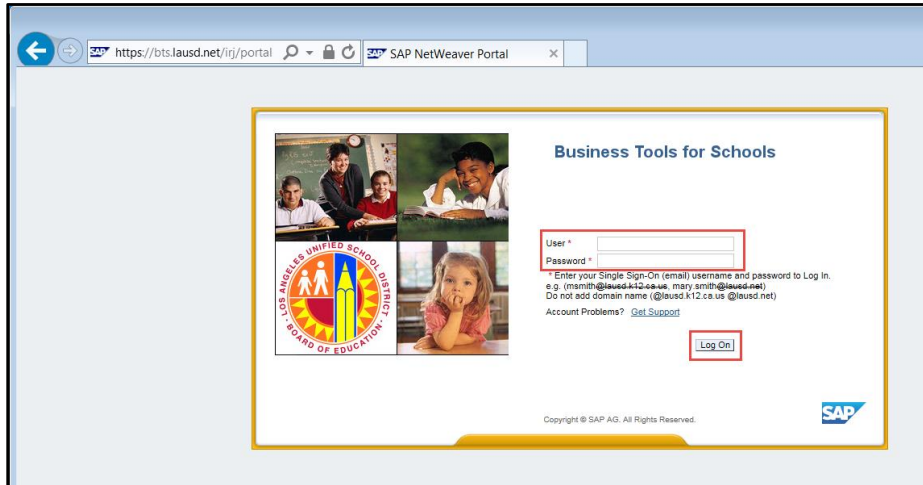 https://bts.lausd.net/irj/portal
SAP NetWeaver Portal
Business Tools for Schools
LOS ANGELES UNIFIED SCHOOL DISTRICT
BOARD OF EDUCATION
User *
Password *
* Enter your Single Sign-On (email) username and password to Log In.
e.g. (msmith@lausd.k12.ca.us, mary.smith@lausd.net)
Do not add domain name (@lausd.k12.ca.us @lausd.net)
Account Problems? Get Support
Log On
Copyright © SAP AG. All Rights Reserved.
SAP